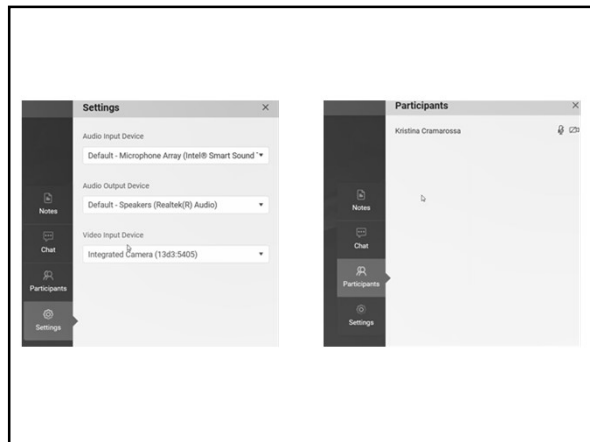 Settings
Audio Input Device
Default - Microphone Array (Intel® Smart Sound
Audio Output Device
Default - Speakers (Realtek(R) Audio)
Video Input Device
Integrated Camera (13d3:5405)
Notes
Chat
Participants
Settings
Participants
Kristina Cramarossa
Notes
Chat
Participants
Settings